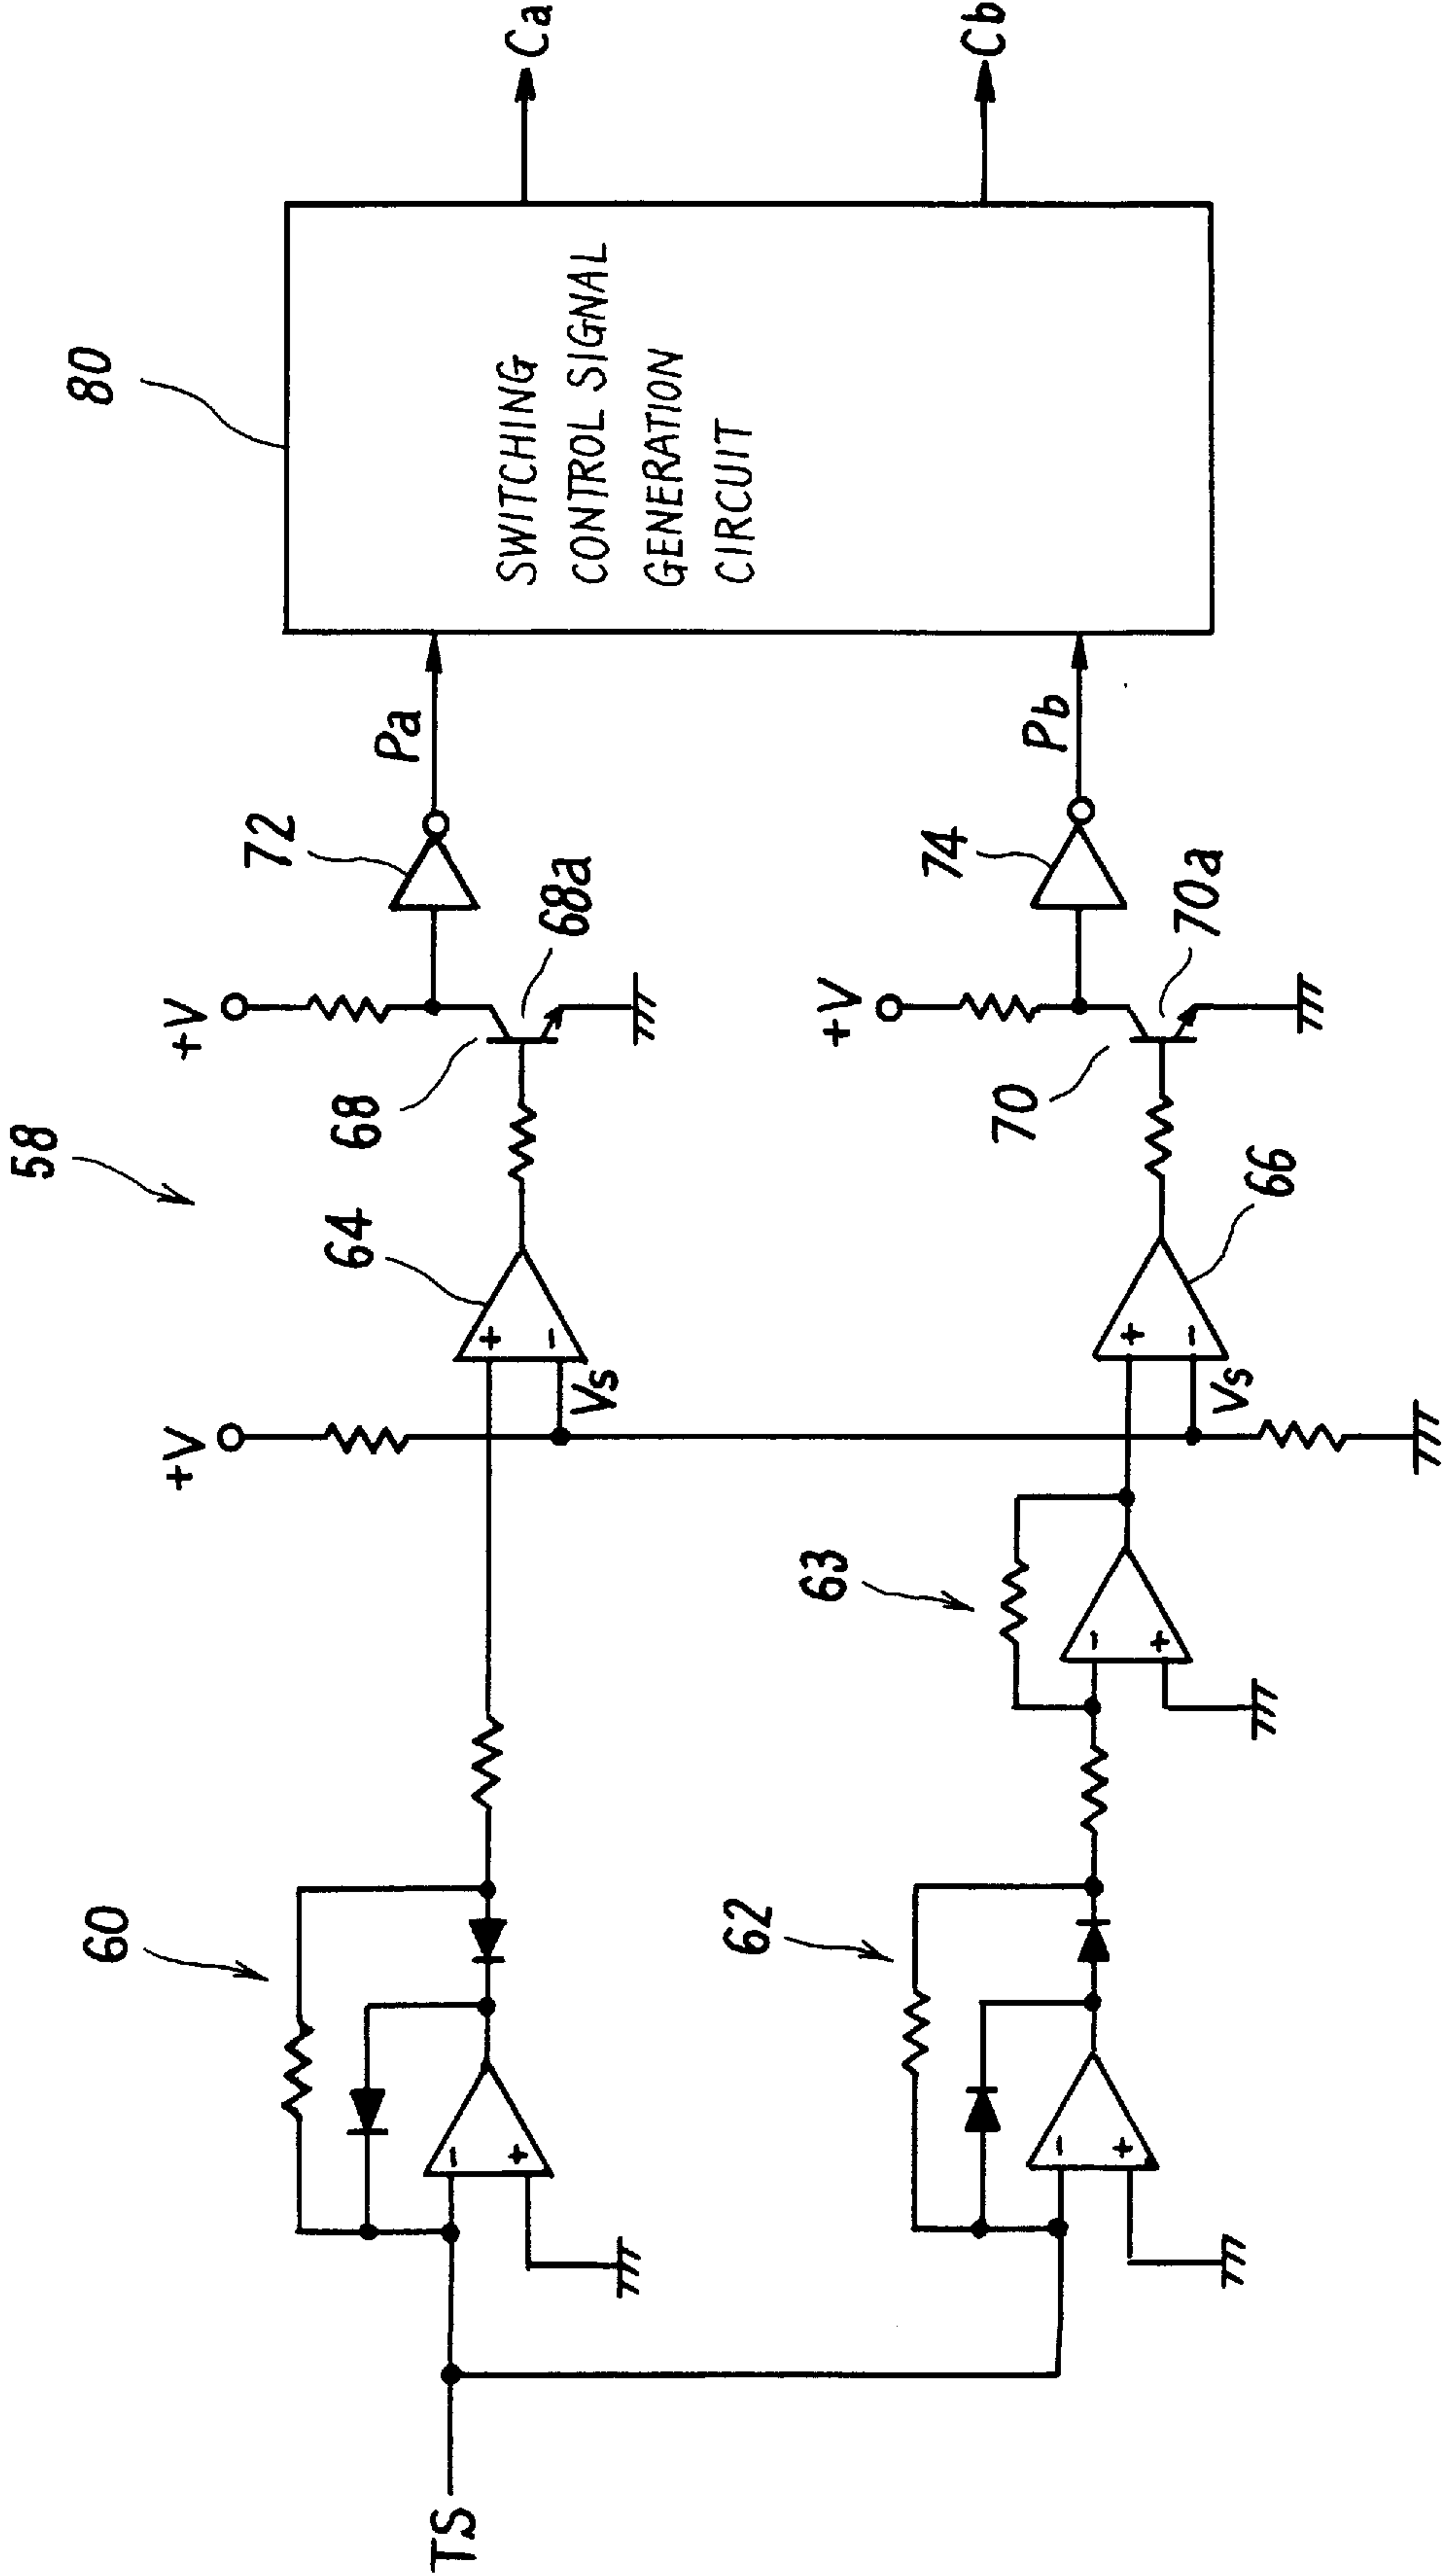 58
80
60
64
68
68a
72
+V
+V
Vs
Pa
Ca
SWITCHING
CONTROL SIGNAL
GENERATION
CIRCUIT
TS
- 
+
+
-
62
63
66
70
70a
74
+V
Vs
Pb
Cb
-
+
-
+
+
-